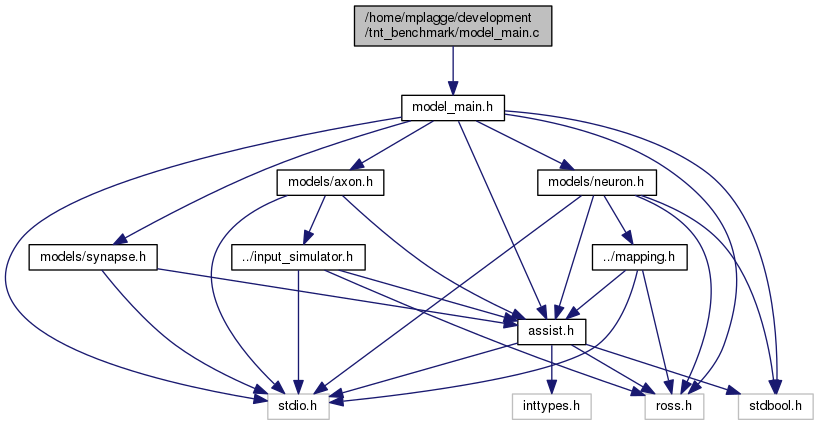 /home/mplagge/development
/tnt_benchmark/model_main.c
model_main.h
models/axon.h
models/neuron.h
models/synapse.h
../input_simulator.h
../mapping.h
assist.h
stdio.h
inttypes.h
ross.h
stdbool.h